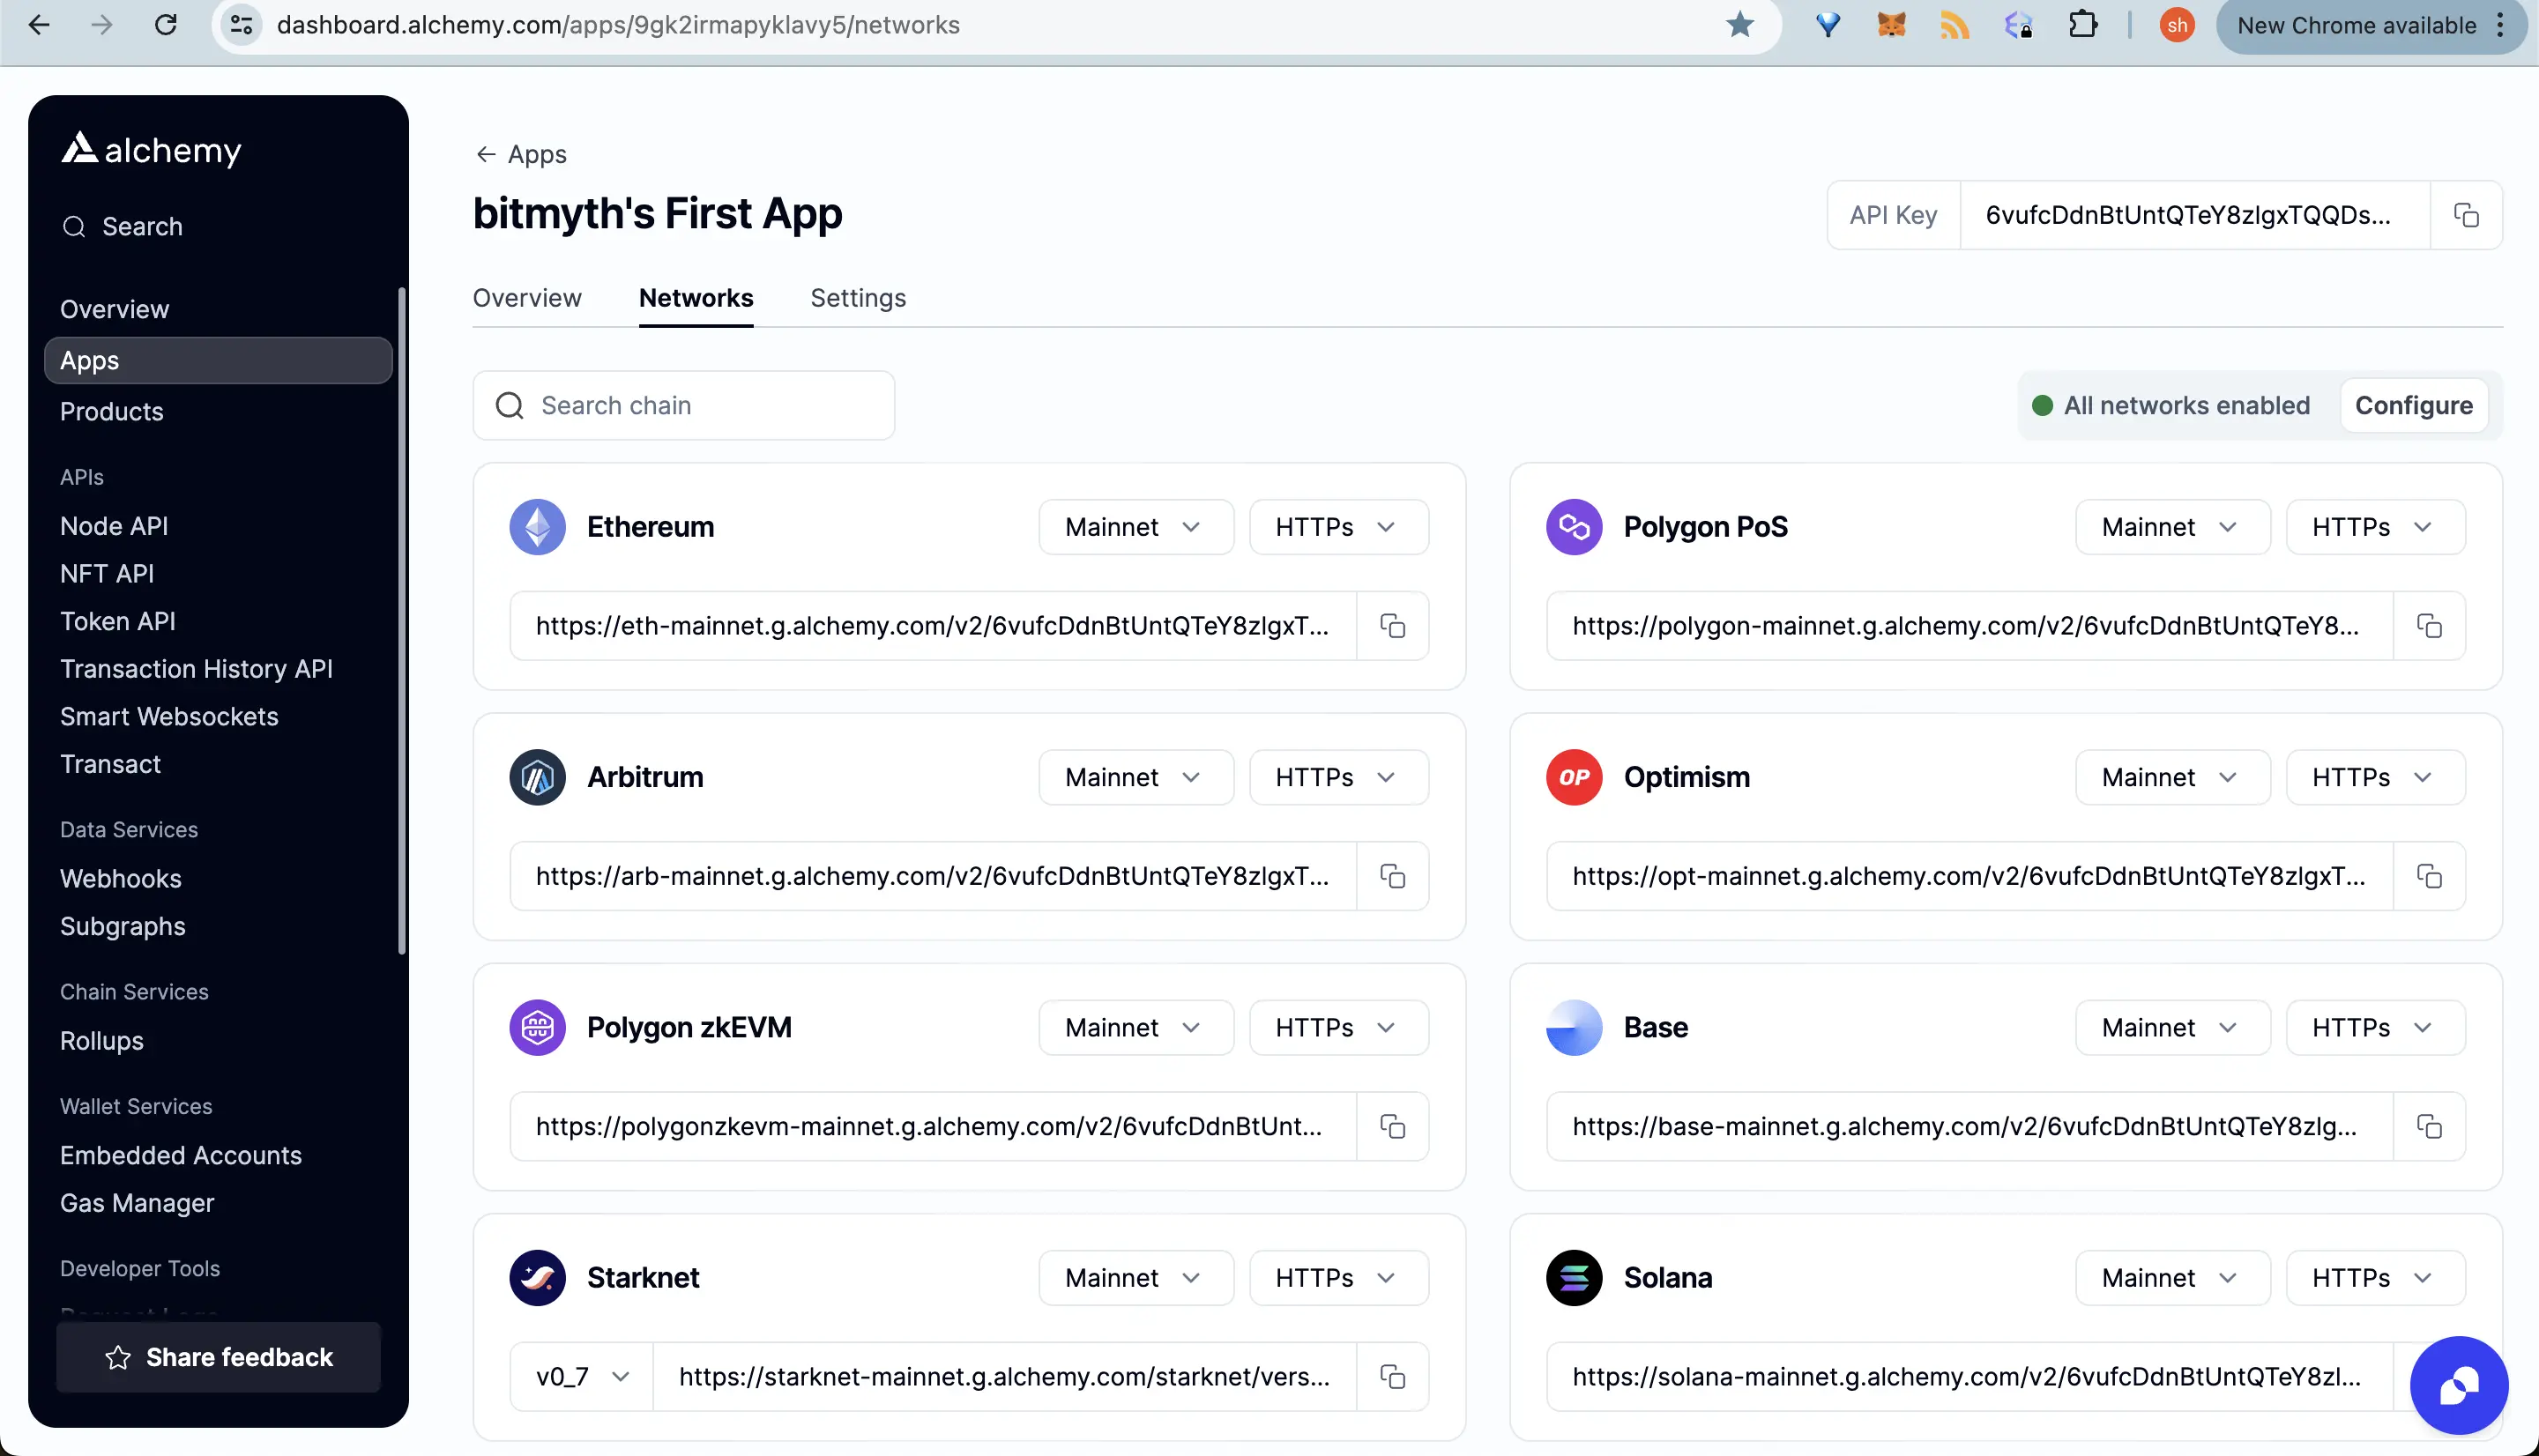 dashboard.alchemy.com/apps/9gk2irmapyklavy5/networks
sh
New Chrome available
alchemy
Search
Overview
Apps
Products
APIs
Node API
NFT API
Token API
Transaction History API
Smart Websockets
Transact
Data Services
Webhooks
Subgraphs
Chain Services
Rollups
Wallet Services
Embedded Accounts
Gas Manager
Developer Tools
Share feedback
Apps
bitmyth's First App
API Key
6vufcDdnBtUntQTeY8zlgxTQQDs...
Overview
Networks
Settings
Search chain
All networks enabled
Configure
Ethereum
Mainnet
HTTPs
https://eth-mainnet.g.alchemy.com/v2/6vufcDdnBtUntQTeY8zlgxT...
Polygon PoS
Mainnet
HTTPs
https://polygon-mainnet.g.alchemy.com/v2/6vufcDdnBtUntQTeY8...
Arbitrum
Mainnet
HTTPs
https://arb-mainnet.g.alchemy.com/v2/6vufcDdnBtUntQTeY8zlgxT...
OP
Optimism
Mainnet
HTTPs
https://opt-mainnet.g.alchemy.com/v2/6vufcDdnBtUntQTeY8zlgxT...
Polygon zkEVM
Mainnet
HTTPs
https://polygonzkevm-mainnet.g.alchemy.com/v2/6vufcDdnBtUnt...
Base
Mainnet
HTTPs
https://base-mainnet.g.alchemy.com/v2/6vufcDdnBtUntQTeY8zlg...
Starknet
Mainnet
HTTPs
v0_7
https://starknet-mainnet.g.alchemy.com/starknet/vers...
Solana
Mainnet
HTTPs
https://solana-mainnet.g.alchemy.com/v2/6vufcDdnBtUntQTeY8zl...